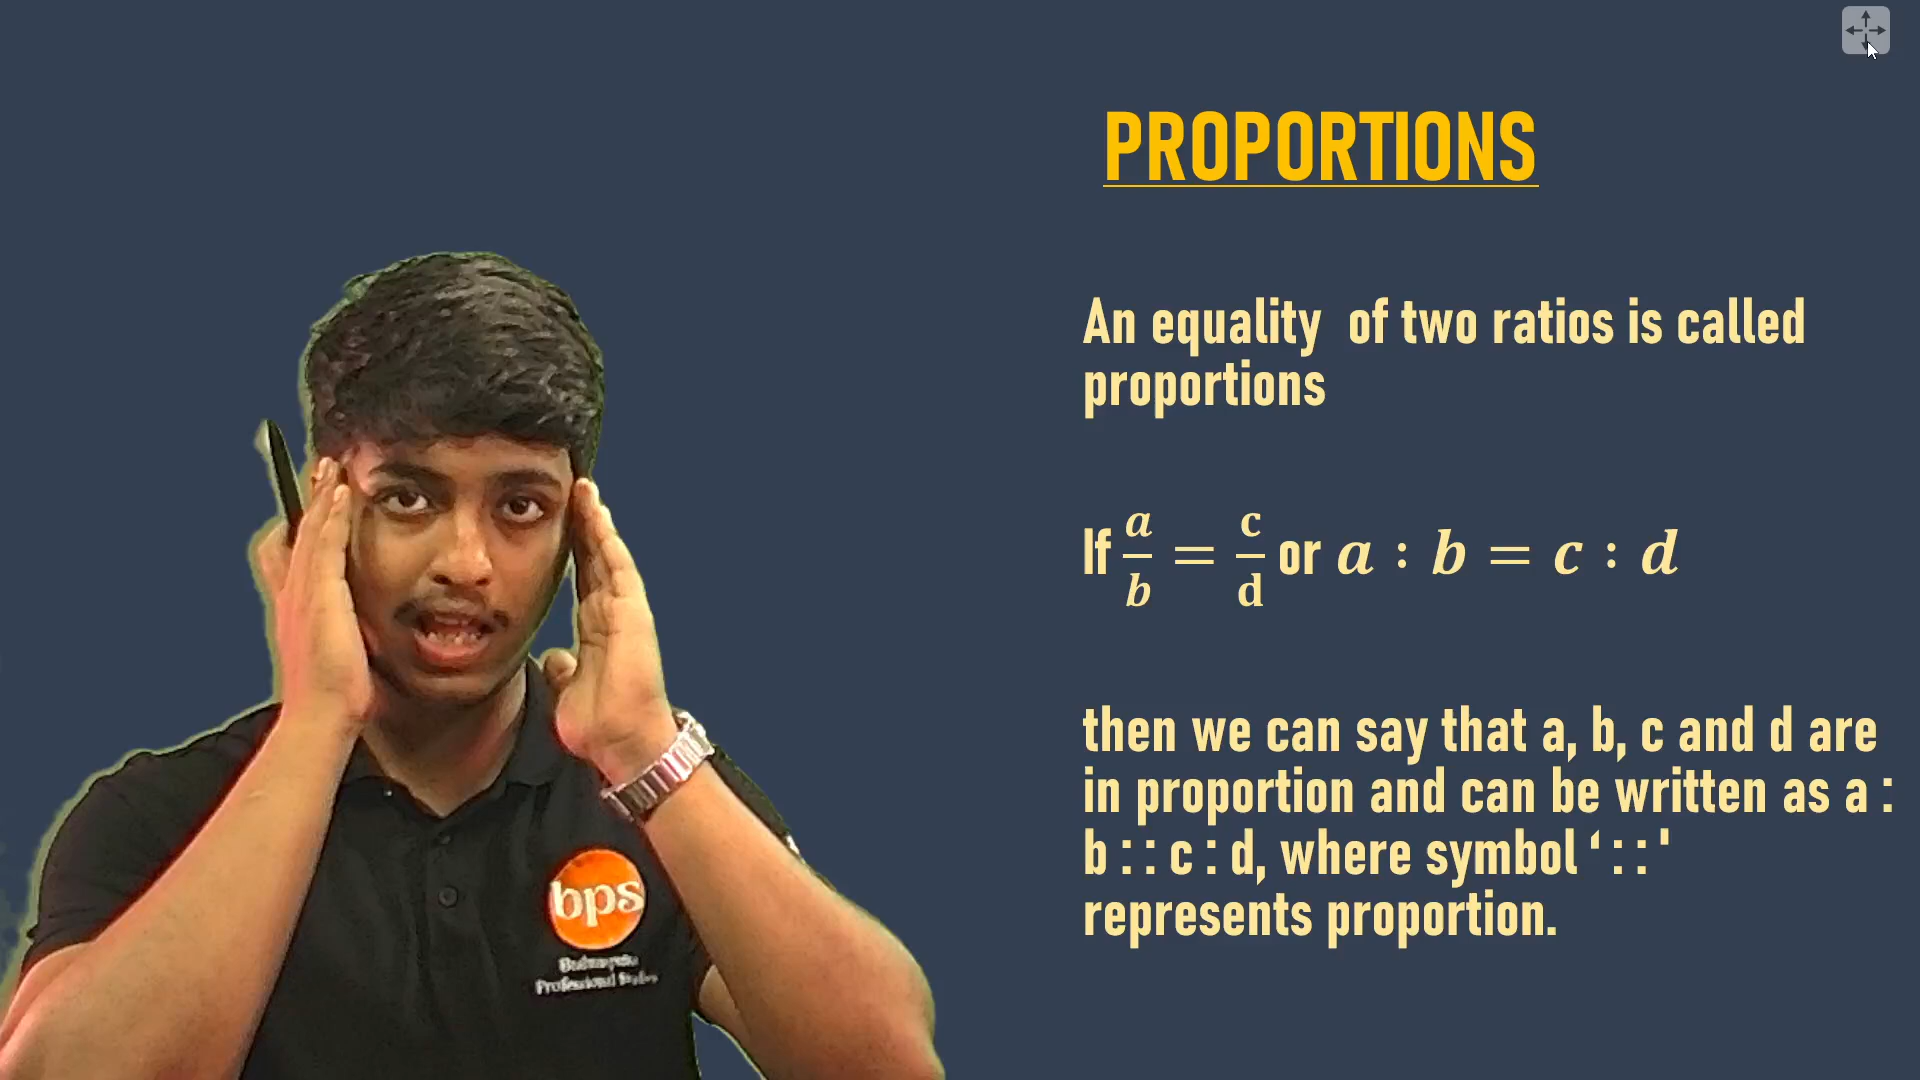 PROPORTIONS
An equality of two ratios is called
proportions
If a/b = c/d or a : b = c : d
then we can say that a, b, c and d are
in proportion and can be written as a :
b : : c : d, where symbol ‘ : : '
represents proportion.
bps
Professional